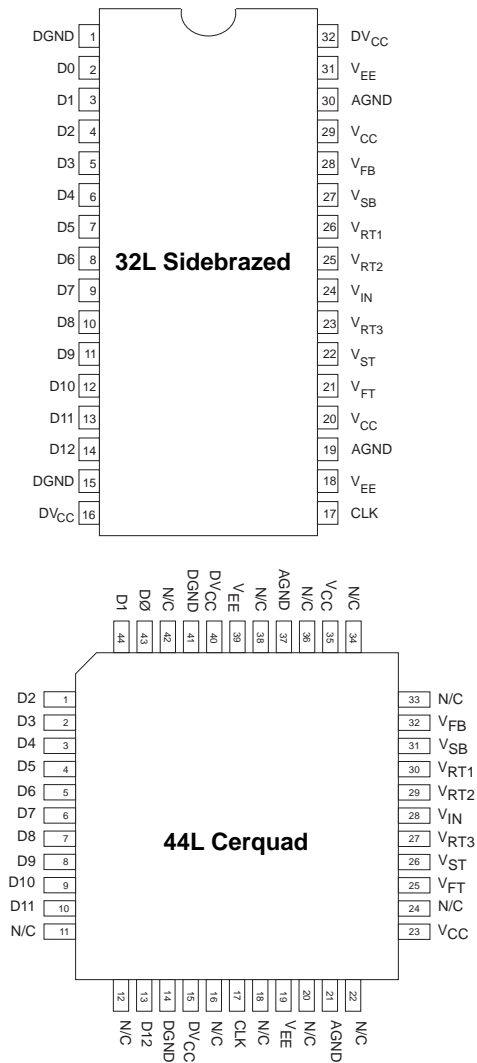 DGND 1 32 DVCC
D0 2 31 VEE
D1 3 30 AGND
D2 4 29 VCC
D3 5 28 VFB
D4 6 27 VSB
D5 7 26 VRT1
D6 8 25 VRT2
32L Sidebrazed
D7 9 24 VIN
D8 10 23 VRT3
D9 11 22 VST
D10 12 21 VFT
D11 13 20 VCC
D12 14 19 AGND
DGND 15 18 VEE
DVCC 16 17 CLK
D1 DØ N/C DGND DVCC VEE N/C AGND N/C VCC N/C
44 43 42 41 40 39 38 37 36 35 34
D2 1 33 N/C
D3 2 32 VFB
D4 3 31 VSB
D5 4 30 VRT1
D6 5 29 VRT2
D7 6 28 VIN
44L Cerquad
D8 7 27 VRT3
D9 8 26 VST
D10 9 25 VFT
D11 10 24 N/C
N/C 11 23 VCC
12 13 14 15 16 17 18 19 20 21 22
N/C D12 DGND DVCC N/C CLK N/C VEE N/C AGND N/C